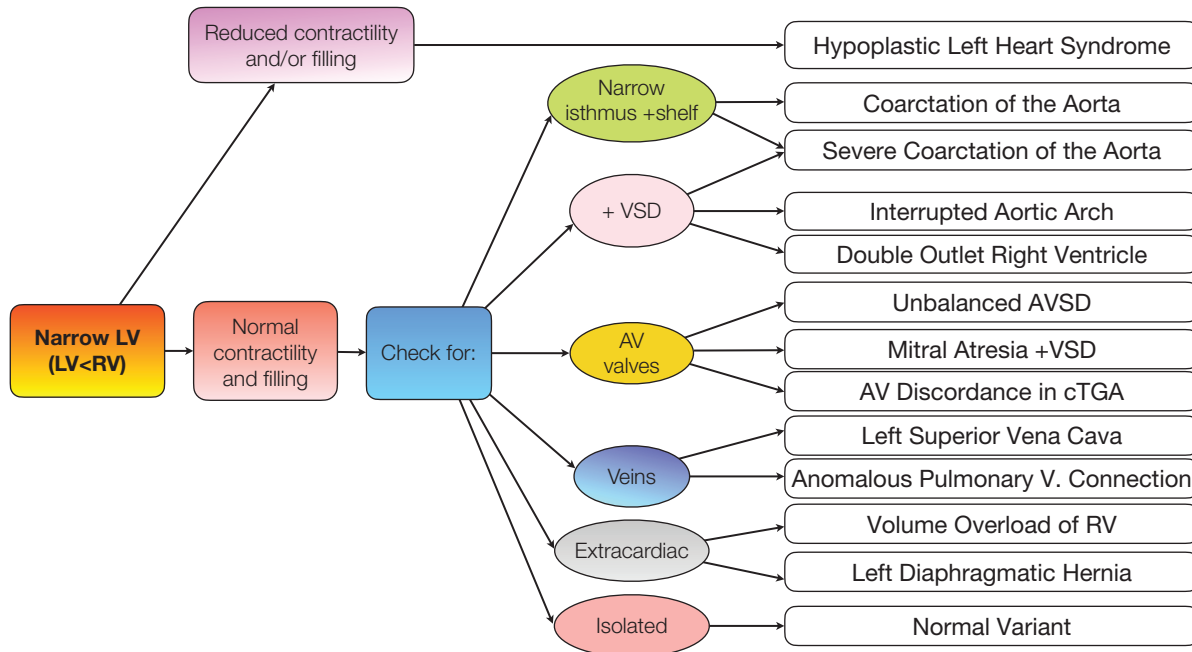 Reduced contractility
and/or filling
Hypoplastic Left Heart Syndrome
Narrow
isthmus +shelf
Coarctation of the Aorta
Severe Coarctation of the Aorta
+ VSD
Interrupted Aortic Arch
Double Outlet Right Ventricle
Narrow LV
(LV<RV)
Normal
contractility
and filling
Check for:
AV
valves
Unbalanced AVSD
Mitral Atresia +VSD
AV Discordance in cTGA
Veins
Left Superior Vena Cava
Anomalous Pulmonary V. Connection
Extracardiac
Volume Overload of RV
Left Diaphragmatic Hernia
Isolated
Normal Variant